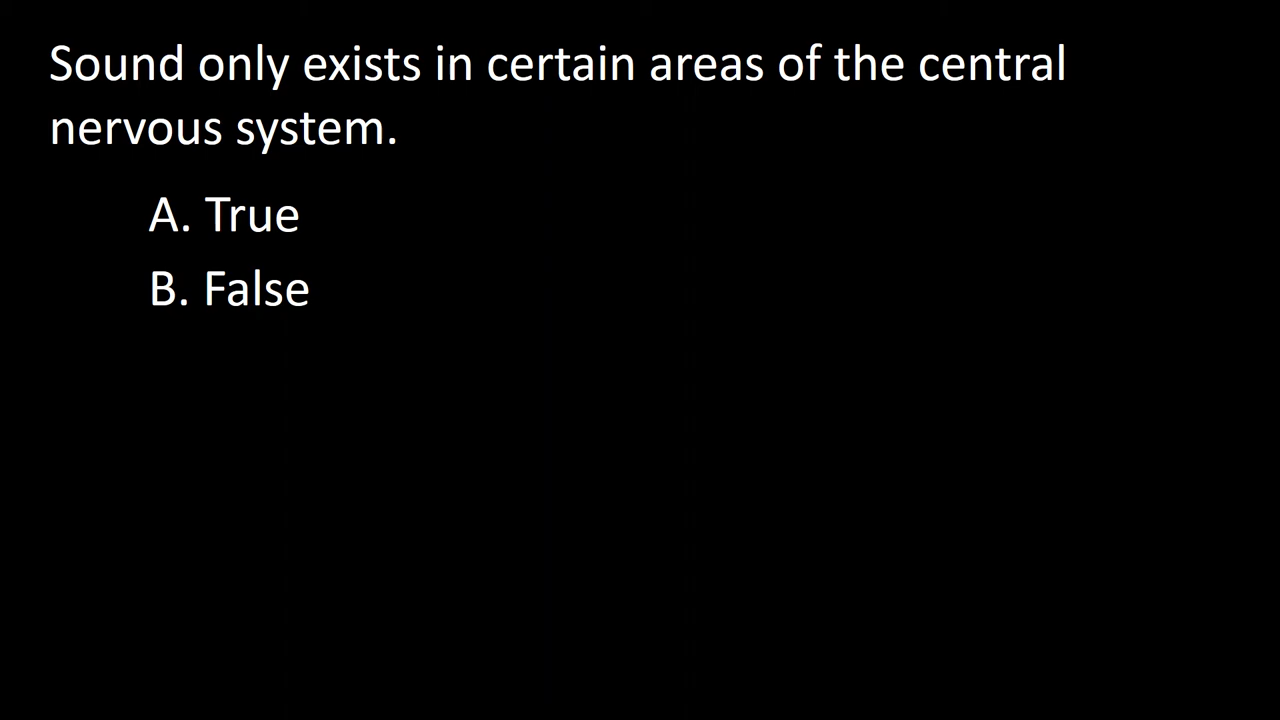 Sound only exists in certain areas of the central
nervous system.
A. True
B. False